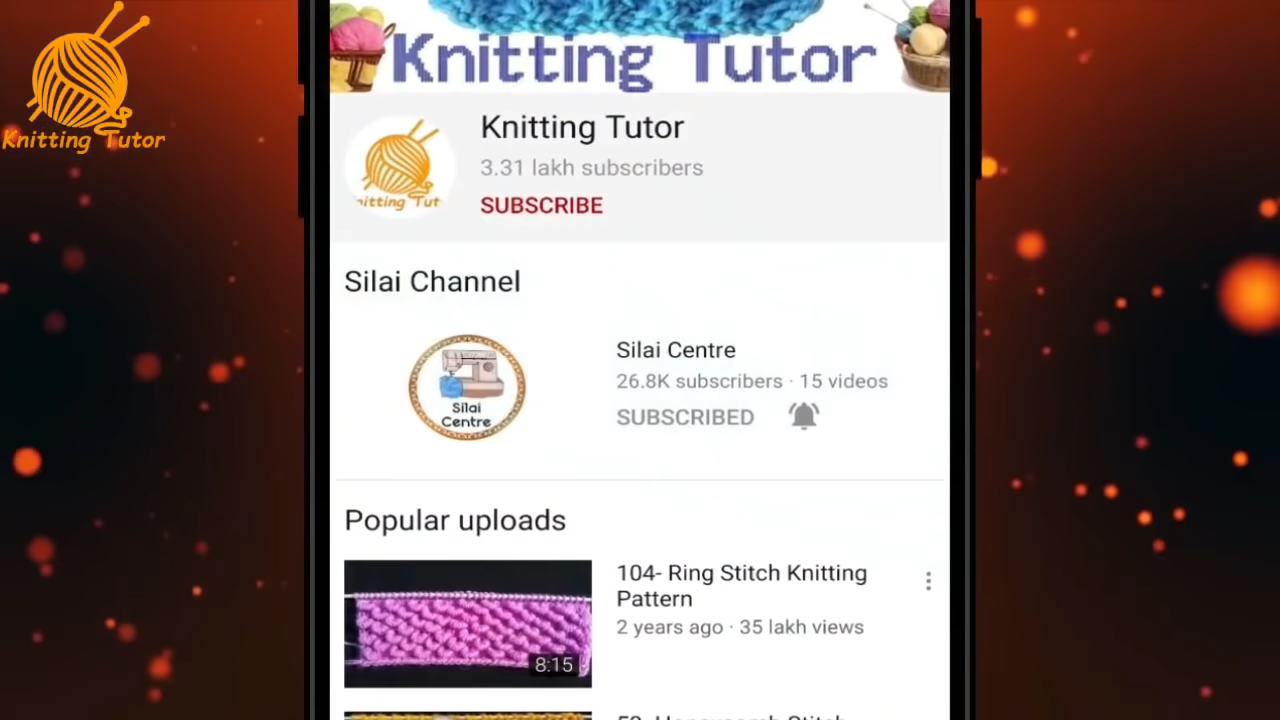 Knitting Tutor
Knitting Tutor
Knitting Tutor
3.31 lakh subscribers
nitting Tut
SUBSCRIBE
Silai Channel
Silai Centre
26.8K subscribers · 15 videos
SUBSCRIBED
Silai
Centre
Popular uploads
104- Ring Stitch Knitting
Pattern
2 years ago · 35 lakh views
8:15